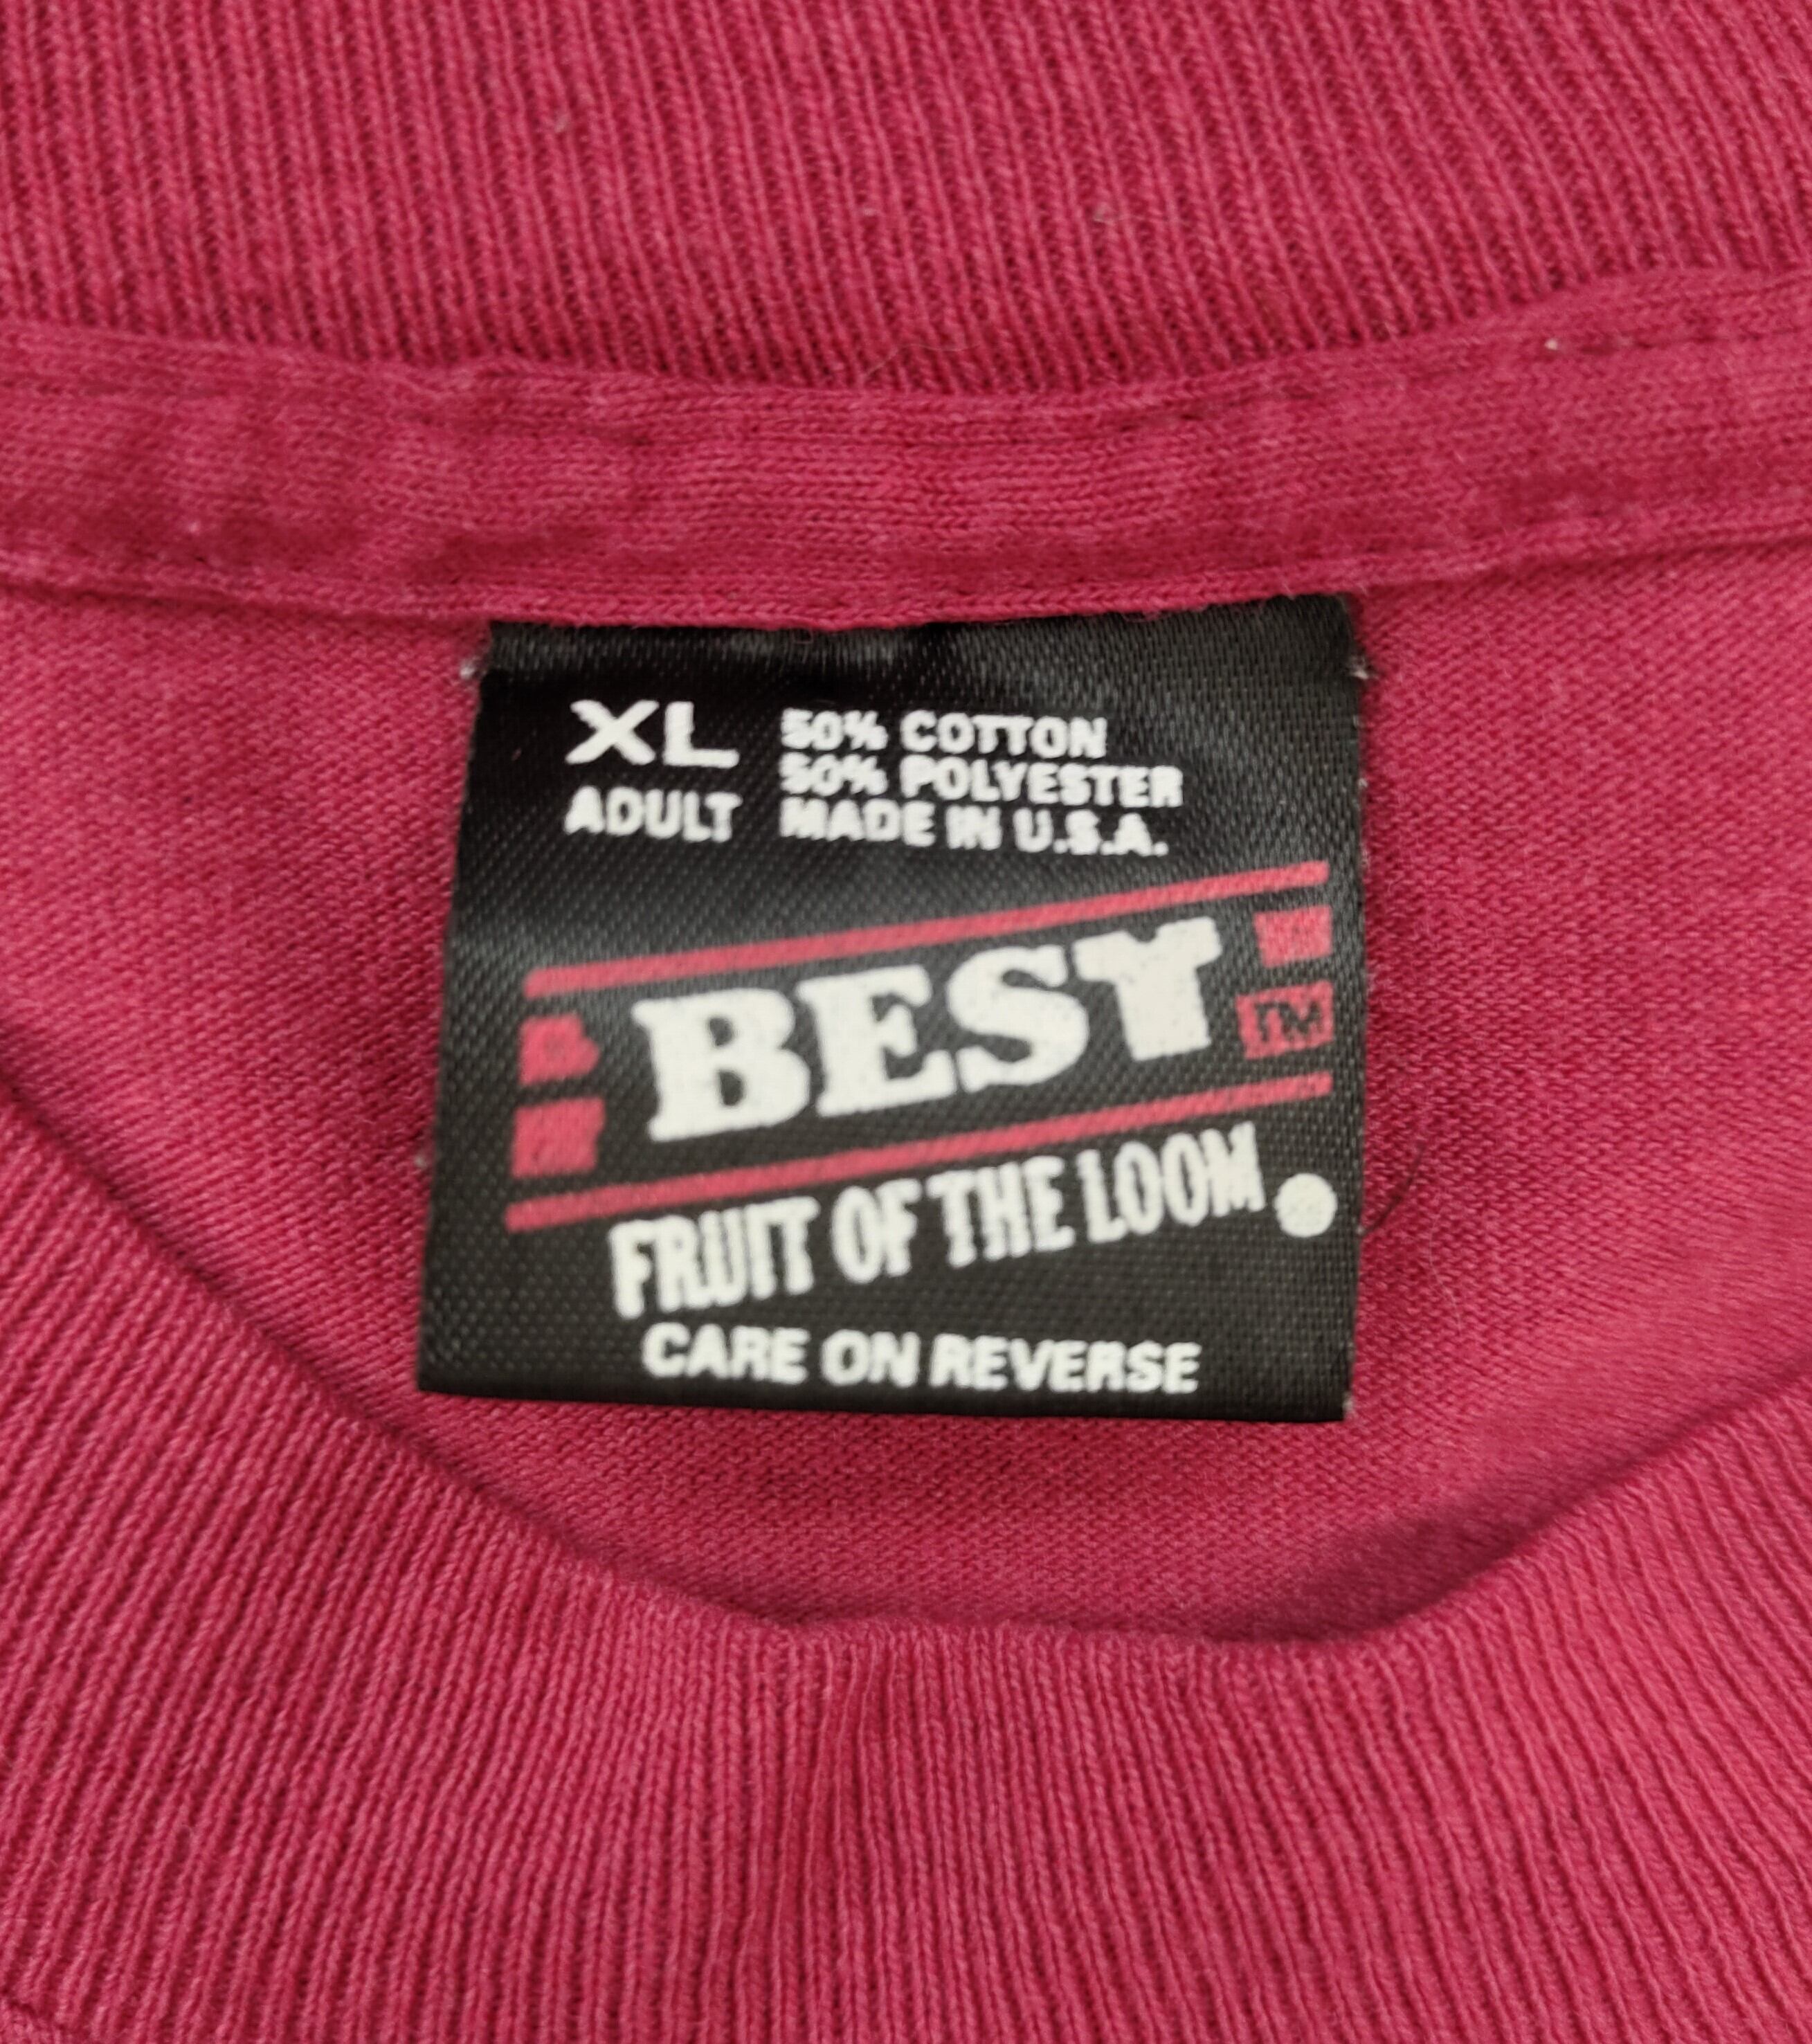 XL
ADULT
50% COTTON
50% POLYESTER
MADE IN U.S.A.
BEST
TM
FRUIT OF THE LOOM.
CARE ON REVERSE